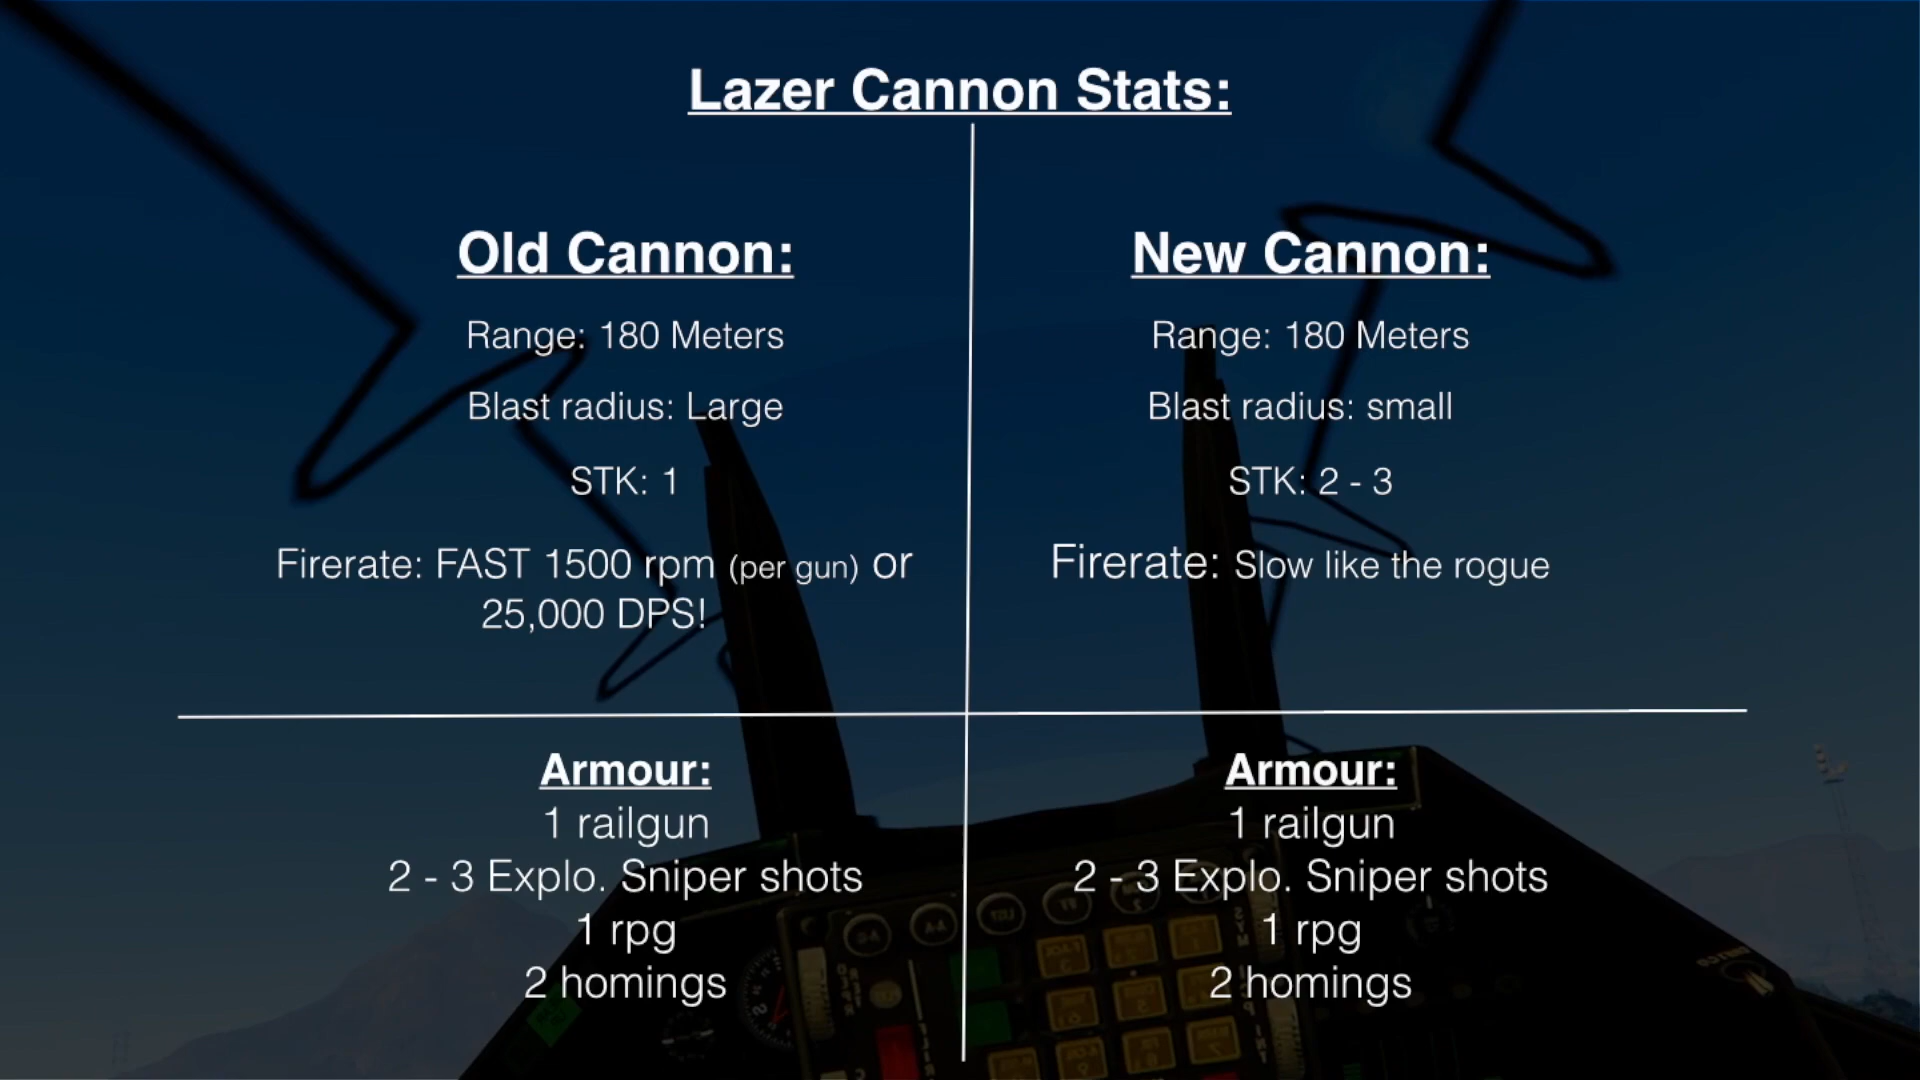 Lazer Cannon Stats:
Old Cannon:
Range: 180 Meters
Blast radius: Large
STK: 1
Firerate: FAST 1500 rpm (per gun) or
25,000 DPS!
Armour:
1 railgun
2 - 3 Explo. Sniper shots
1 rpg
2 homings
New Cannon:
Range: 180 Meters
Blast radius: small
STK: 2 - 3
Firerate: Slow like the rogue
Armour:
1 railgun
2 - 3 Explo. Sniper shots
1 rpg
2 homings